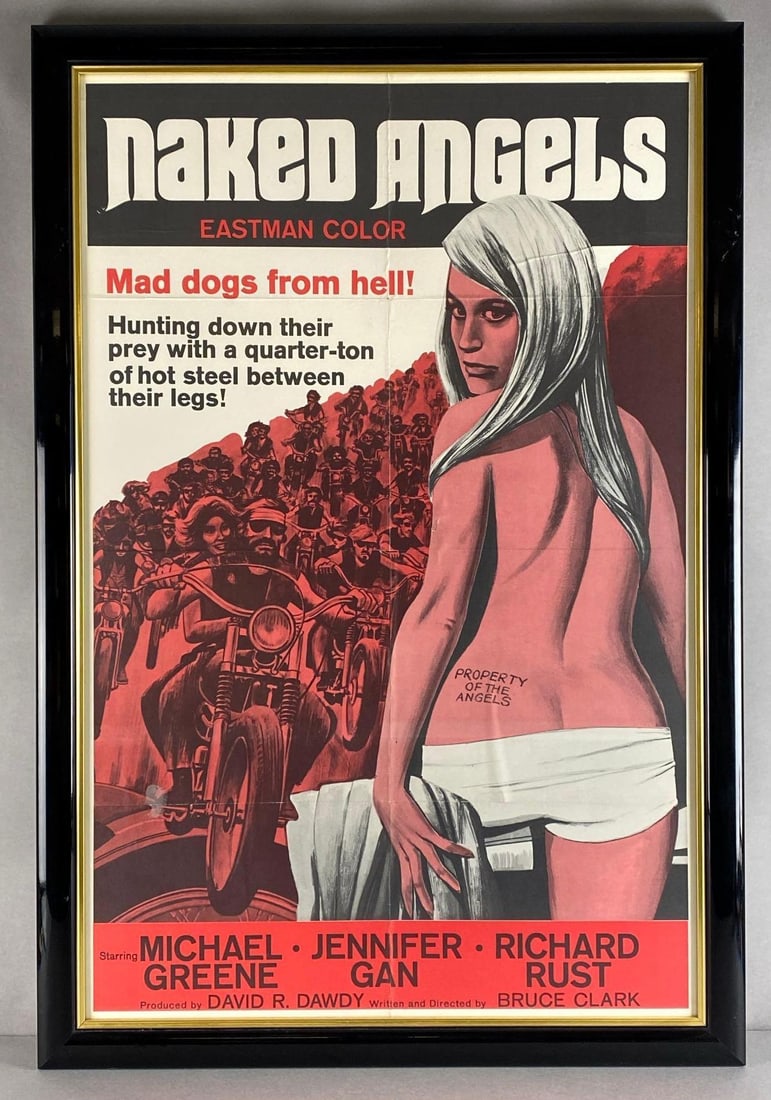 NAKED ANGELS
EASTMAN COLOR
Mad dogs from hell!
Hunting down their
prey with a quarter-ton
of hot steel between
their legs!
PROPERTY
OF THE
ANGELS
Starring MICHAEL GREENE · JENNIFER GAN · RICHARD RUST
Produced by DAVID R. DAWDY Written and Directed by BRUCE CLARK